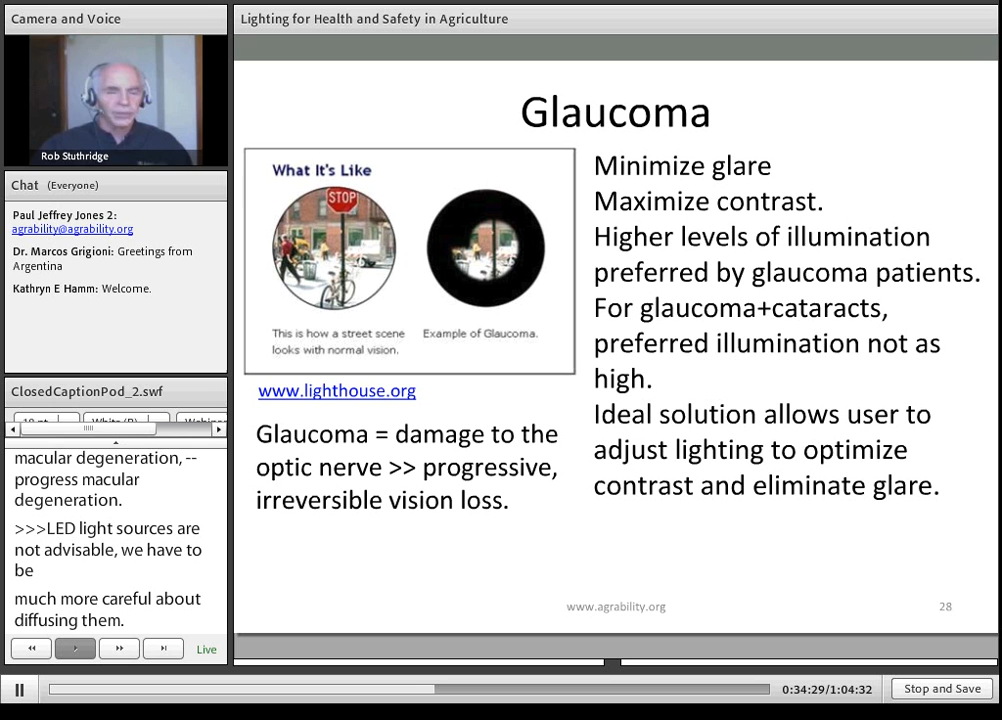 Camera and Voice
Rob Stuthridge
Chat (Everyone)
Paul Jeffrey Jones 2:
agrability@agrability.org
Dr. Marcos Grigioni: Greetings from
Argentina
Kathryn E Hamm: Welcome.
ClosedCaptionPod_2.swf
macular degeneration, --
progress macular
degeneration.
>>>LED light sources are
not advisable, we have to
be
much more careful about
diffusing them.
Live
Lighting for Health and Safety in Agriculture
Glaucoma
What It's Like
STOP
This is how a street scene
looks with normal vision.
Example of Glaucoma.
www.lighthouse.org
Glaucoma = damage to the
optic nerve >> progressive,
irreversible vision loss.
Minimize glare
Maximize contrast.
Higher levels of illumination
preferred by glaucoma patients.
For glaucoma+cataracts,
preferred illumination not as
high.
Ideal solution allows user to
adjust lighting to optimize
contrast and eliminate glare.
www.agrability.org
28
0:34:29/1:04:32
Stop and Save